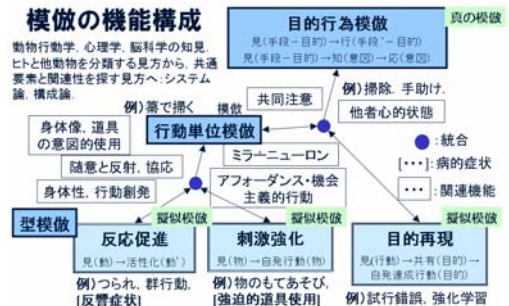 模倣の機能構成
動物行動学, 心理学, 脳科学の知見.
ヒトと他動物を分類する見方から, 共通
要素と関連性を探す見方へ：システム
論, 構成論.
目的行為模倣
真の模倣
見(手段－目的)→行(手段'－目的)
見(手段－目的)→知(意図)→応(意図)
例)箒で掃く
模倣
共同注意
例)掃除, 手助け,
他者心的状態
身体像, 道具
の意図的使用
行動単位模倣
ミラーニューロン
●:統合
[･･･]:病的症状
･･･:関連機能
随意と反射, 協応
身体性, 行動創発
アフォーダンス・機会
主義的行動
型模倣
擬似模倣
反応促進
見(動)→活性化(動')
例)つられ, 群行動,
[反響症状]
擬似模倣
刺激強化
見(物)→自発行動(物)
例)物のもてあそび,
[強迫的道具使用]
擬似模倣
目的再現
見(行動)→共有(目的)→
自発達成行動(目的)
例)試行錯誤, 強化学習